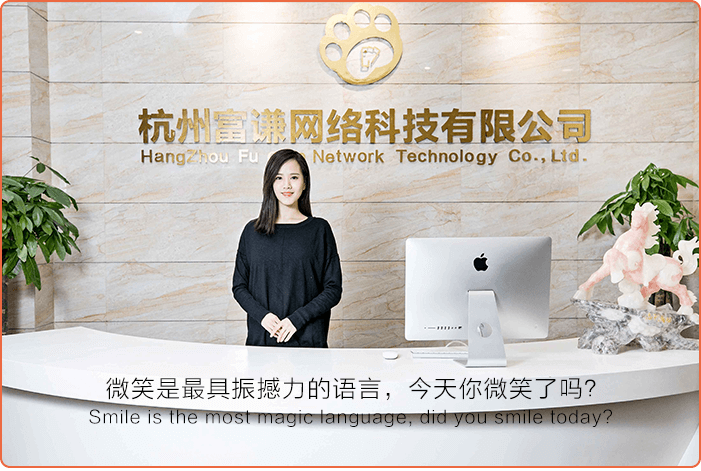 杭州富谦网络科技有限公司
HangZhou Fu Network Technology Co., Ltd.
微笑是最具振撼力的语言，今天你微笑了吗?
Smile is the most magic language, did you smile today?